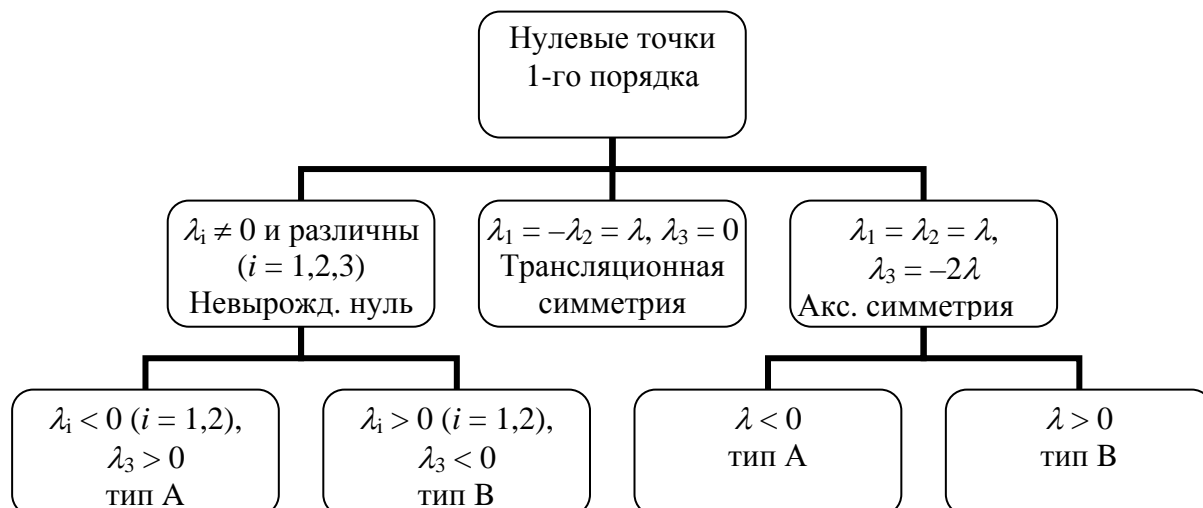 Нулевые точки
1-го порядка
λi ≠ 0 и различны
(i = 1,2,3)
Невырожд. нуль
λ1 = –λ2 = λ, λ3 = 0
Трансляционная
симметрия
λ1 = λ2 = λ,
λ3 = –2λ
Акс. симметрия
λi < 0 (i = 1,2),
λ3 > 0
тип А
λi > 0 (i = 1,2),
λ3 < 0
тип В
λ < 0
тип А
λ > 0
тип В